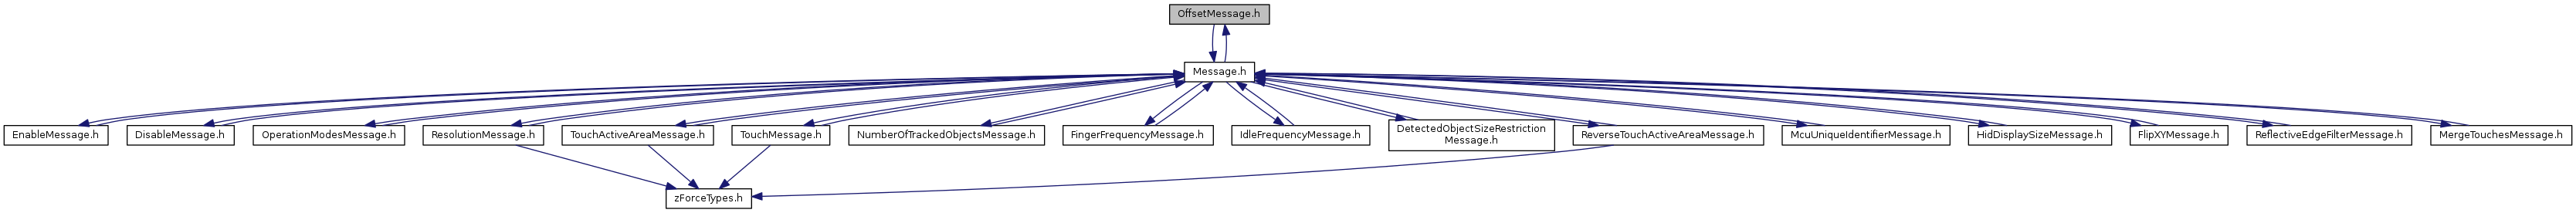 OffsetMessage.h
Message.h
EnableMessage.h
DisableMessage.h
OperationModesMessage.h
ResolutionMessage.h
TouchActiveAreaMessage.h
TouchMessage.h
NumberOfTrackedObjectsMessage.h
FingerFrequencyMessage.h
IdleFrequencyMessage.h
DetectedObjectSizeRestriction
Message.h
ReverseTouchActiveAreaMessage.h
McuUniqueIdentifierMessage.h
HidDisplaySizeMessage.h
FlipXYMessage.h
ReflectiveEdgeFilterMessage.h
MergeTouchesMessage.h
zForceTypes.h